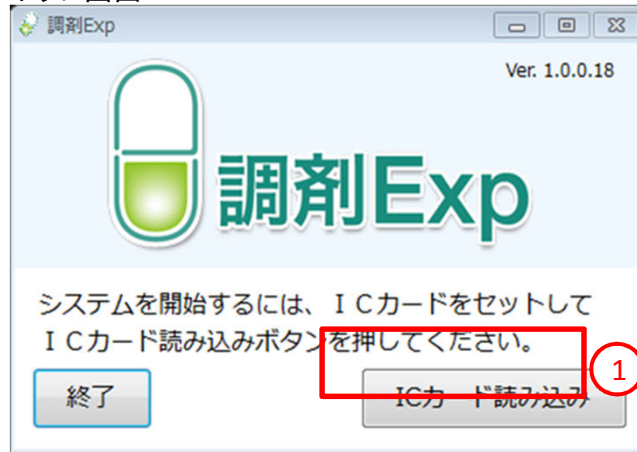 調剤Exp
Ver. 1.0.0.18
調剤Exp
システムを開始するには、ＩＣカードをセットして
ＩＣカード読み込みボタンを押してください。
1
終了
ICカード読み込み